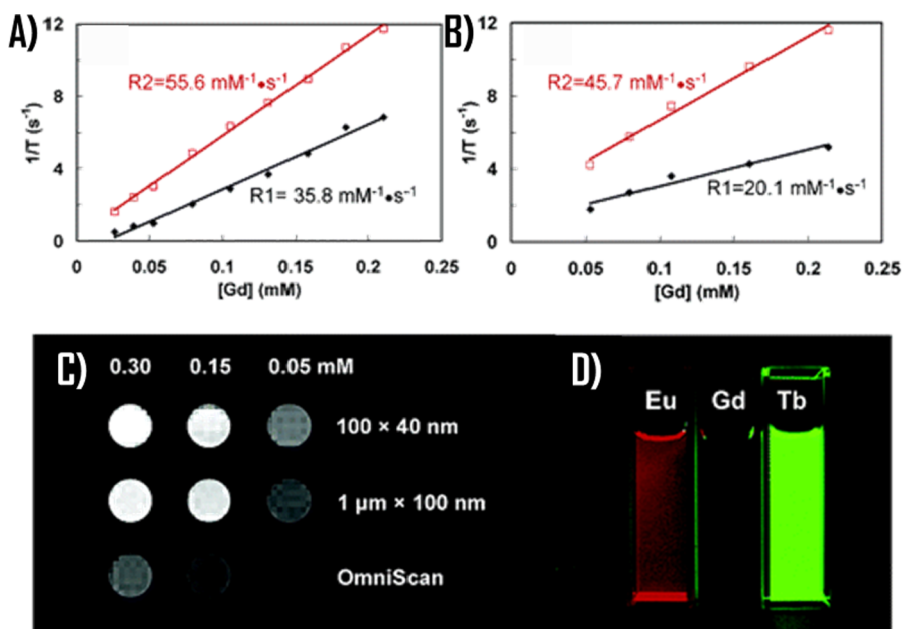 A)
12
8
4
0
1/T (s⁻¹)
R2=55.6 mM⁻¹•s⁻¹
R1= 35.8 mM⁻¹•s⁻¹
0 0.05 0.1 0.15 0.2 0.25
[Gd] (mM)
B)
12
8
4
0
1/T (s⁻¹)
R2=45.7 mM⁻¹•s⁻¹
R1=20.1 mM⁻¹•s⁻¹
0 0.05 0.1 0.15 0.2 0.25
[Gd] (mM)
C)
0.30 0.15 0.05 mM
100 × 40 nm
1 µm × 100 nm
OmniScan
D)
Eu Gd Tb